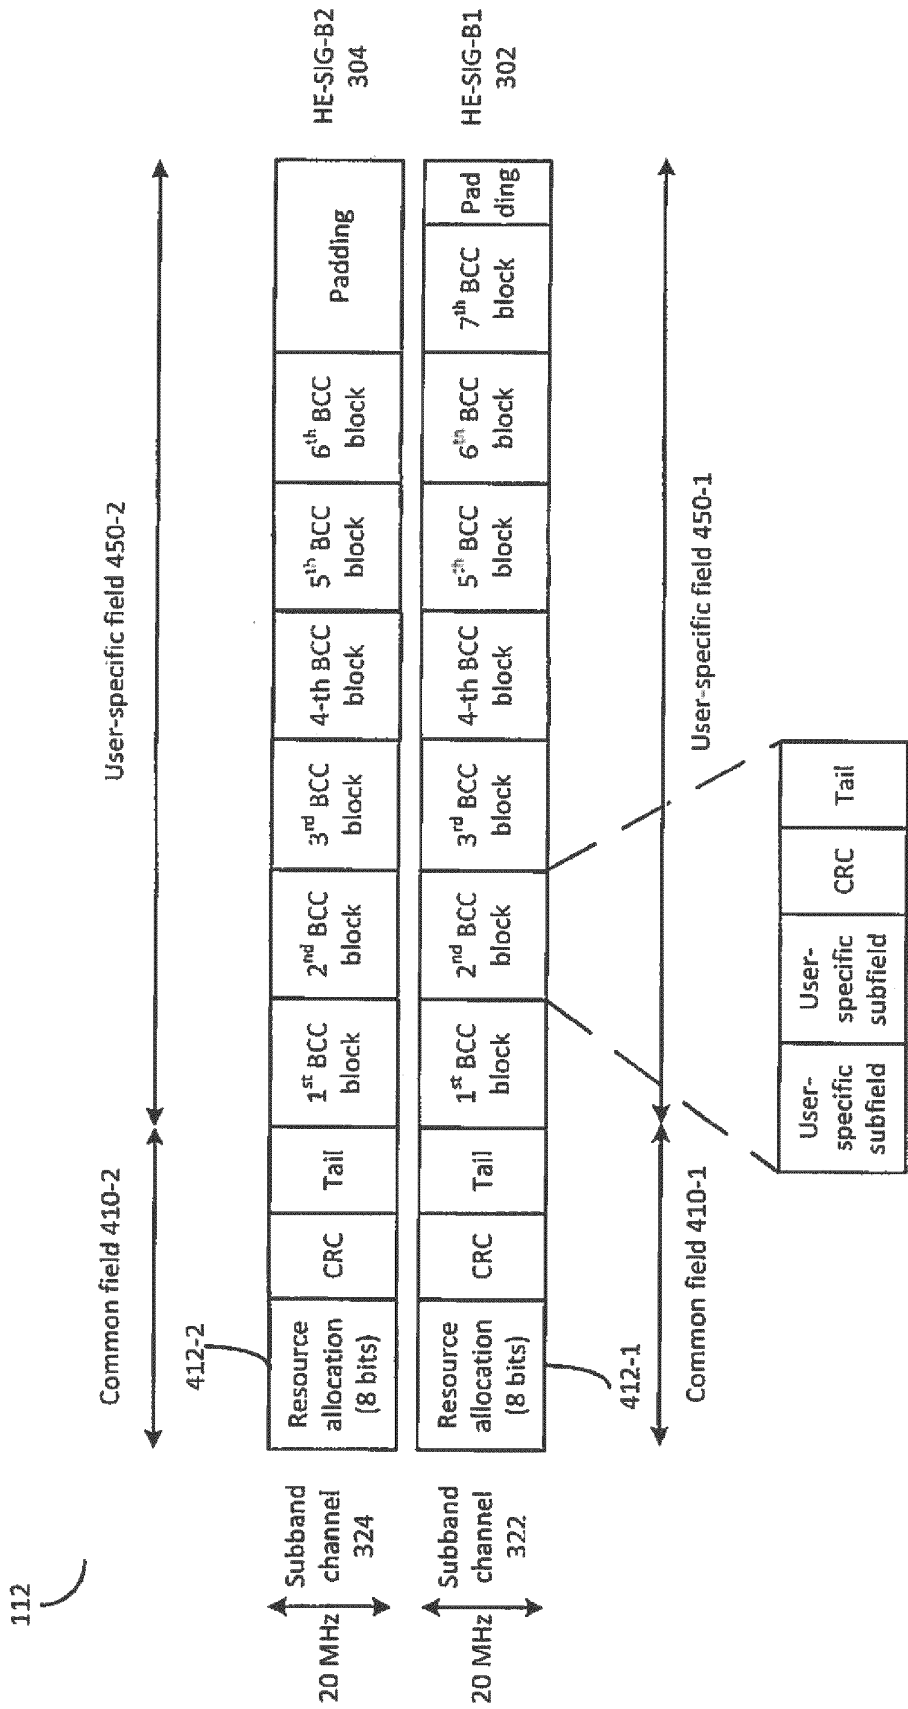 112
Common field 410-2
User-specific field 450-2
412-2
20 MHz
Subband
channel
324
Resource
allocation
(8 bits)
CRC
Tail
1st BCC
block
2nd BCC
block
3rd BCC
block
4-th BCC
block
5th BCC
block
6th BCC
block
Padding
HE-SIG-B2
304
20 MHz
Subband
channel
322
Resource
allocation
(8 bits)
CRC
Tail
1st BCC
block
2nd BCC
block
3rd BCC
block
4-th BCC
block
5th BCC
block
6th BCC
block
7th BCC
block
Pad
ding
HE-SIG-B1
302
412-1
Common field 410-1
User-specific field 450-1
User-
specific
subfield
User-
specific
subfield
CRC
Tail